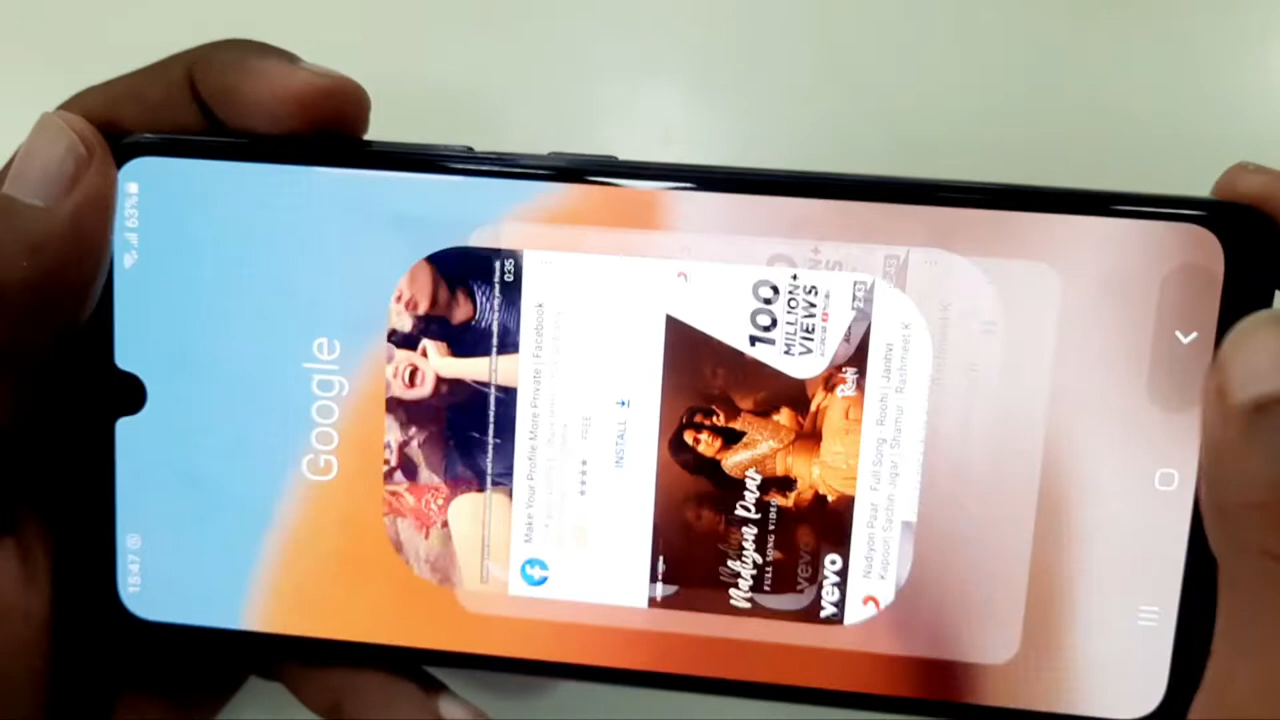 15:47
63%
Google
0:35
Make Your Profile More Private | Facebook
FREE
INSTALL
100
MILLION+
VIEWS
2:43
Roohi
Nadiyon Paar
FULL SONG VIDEO
vevo
Nadiyon Paar Full Song - Roohi | Janhvi
Kapoor| Sachin Jigar | Shamur | Rashmeet K